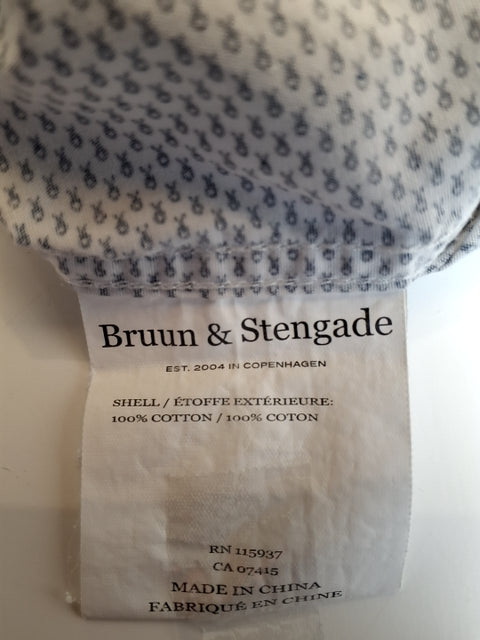 Bruun & Stengade
EST. 2004 IN COPENHAGEN
SHELL / ÉTOFFE EXTÉRIEURE:
100% COTTON / 100% COTON
RN 115937
CA 07415
MADE IN CHINA
FABRIQUÉ EN CHINE